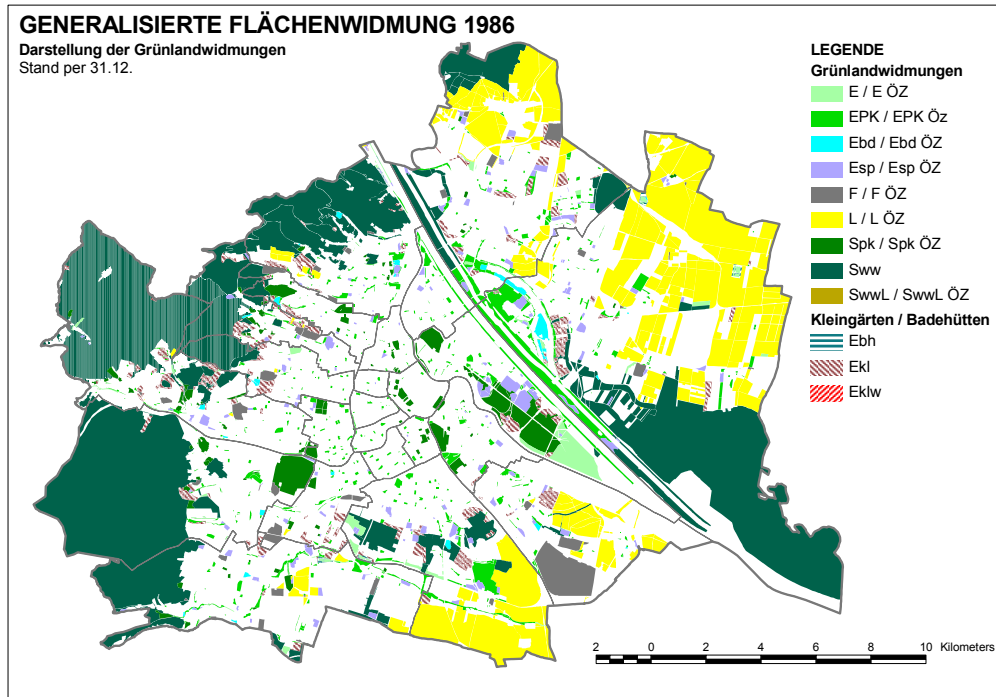 GENERALISIERTE FLÄCHENWIDMUNG 1986
Darstellung der Grünlandwidmungen
Stand per 31.12.
LEGENDE
Grünlandwidmungen
E / E ÖZ
EPK / EPK Öz
Ebd / Ebd ÖZ
Esp / Esp ÖZ
F / F ÖZ
L / L ÖZ
Spk / Spk ÖZ
Sww
SwwL / SwwL ÖZ
Kleingärten / Badehütten
Ebh
Ekl
Eklw
2 0 2 4 6 8 10 Kilometers